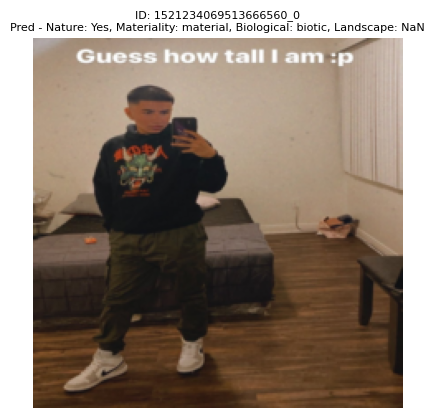 ID: 1521234069513666560_0
Pred - Nature: Yes, Materiality: material, Biological: biotic, Landscape: NaN
Guess how tall I am :p